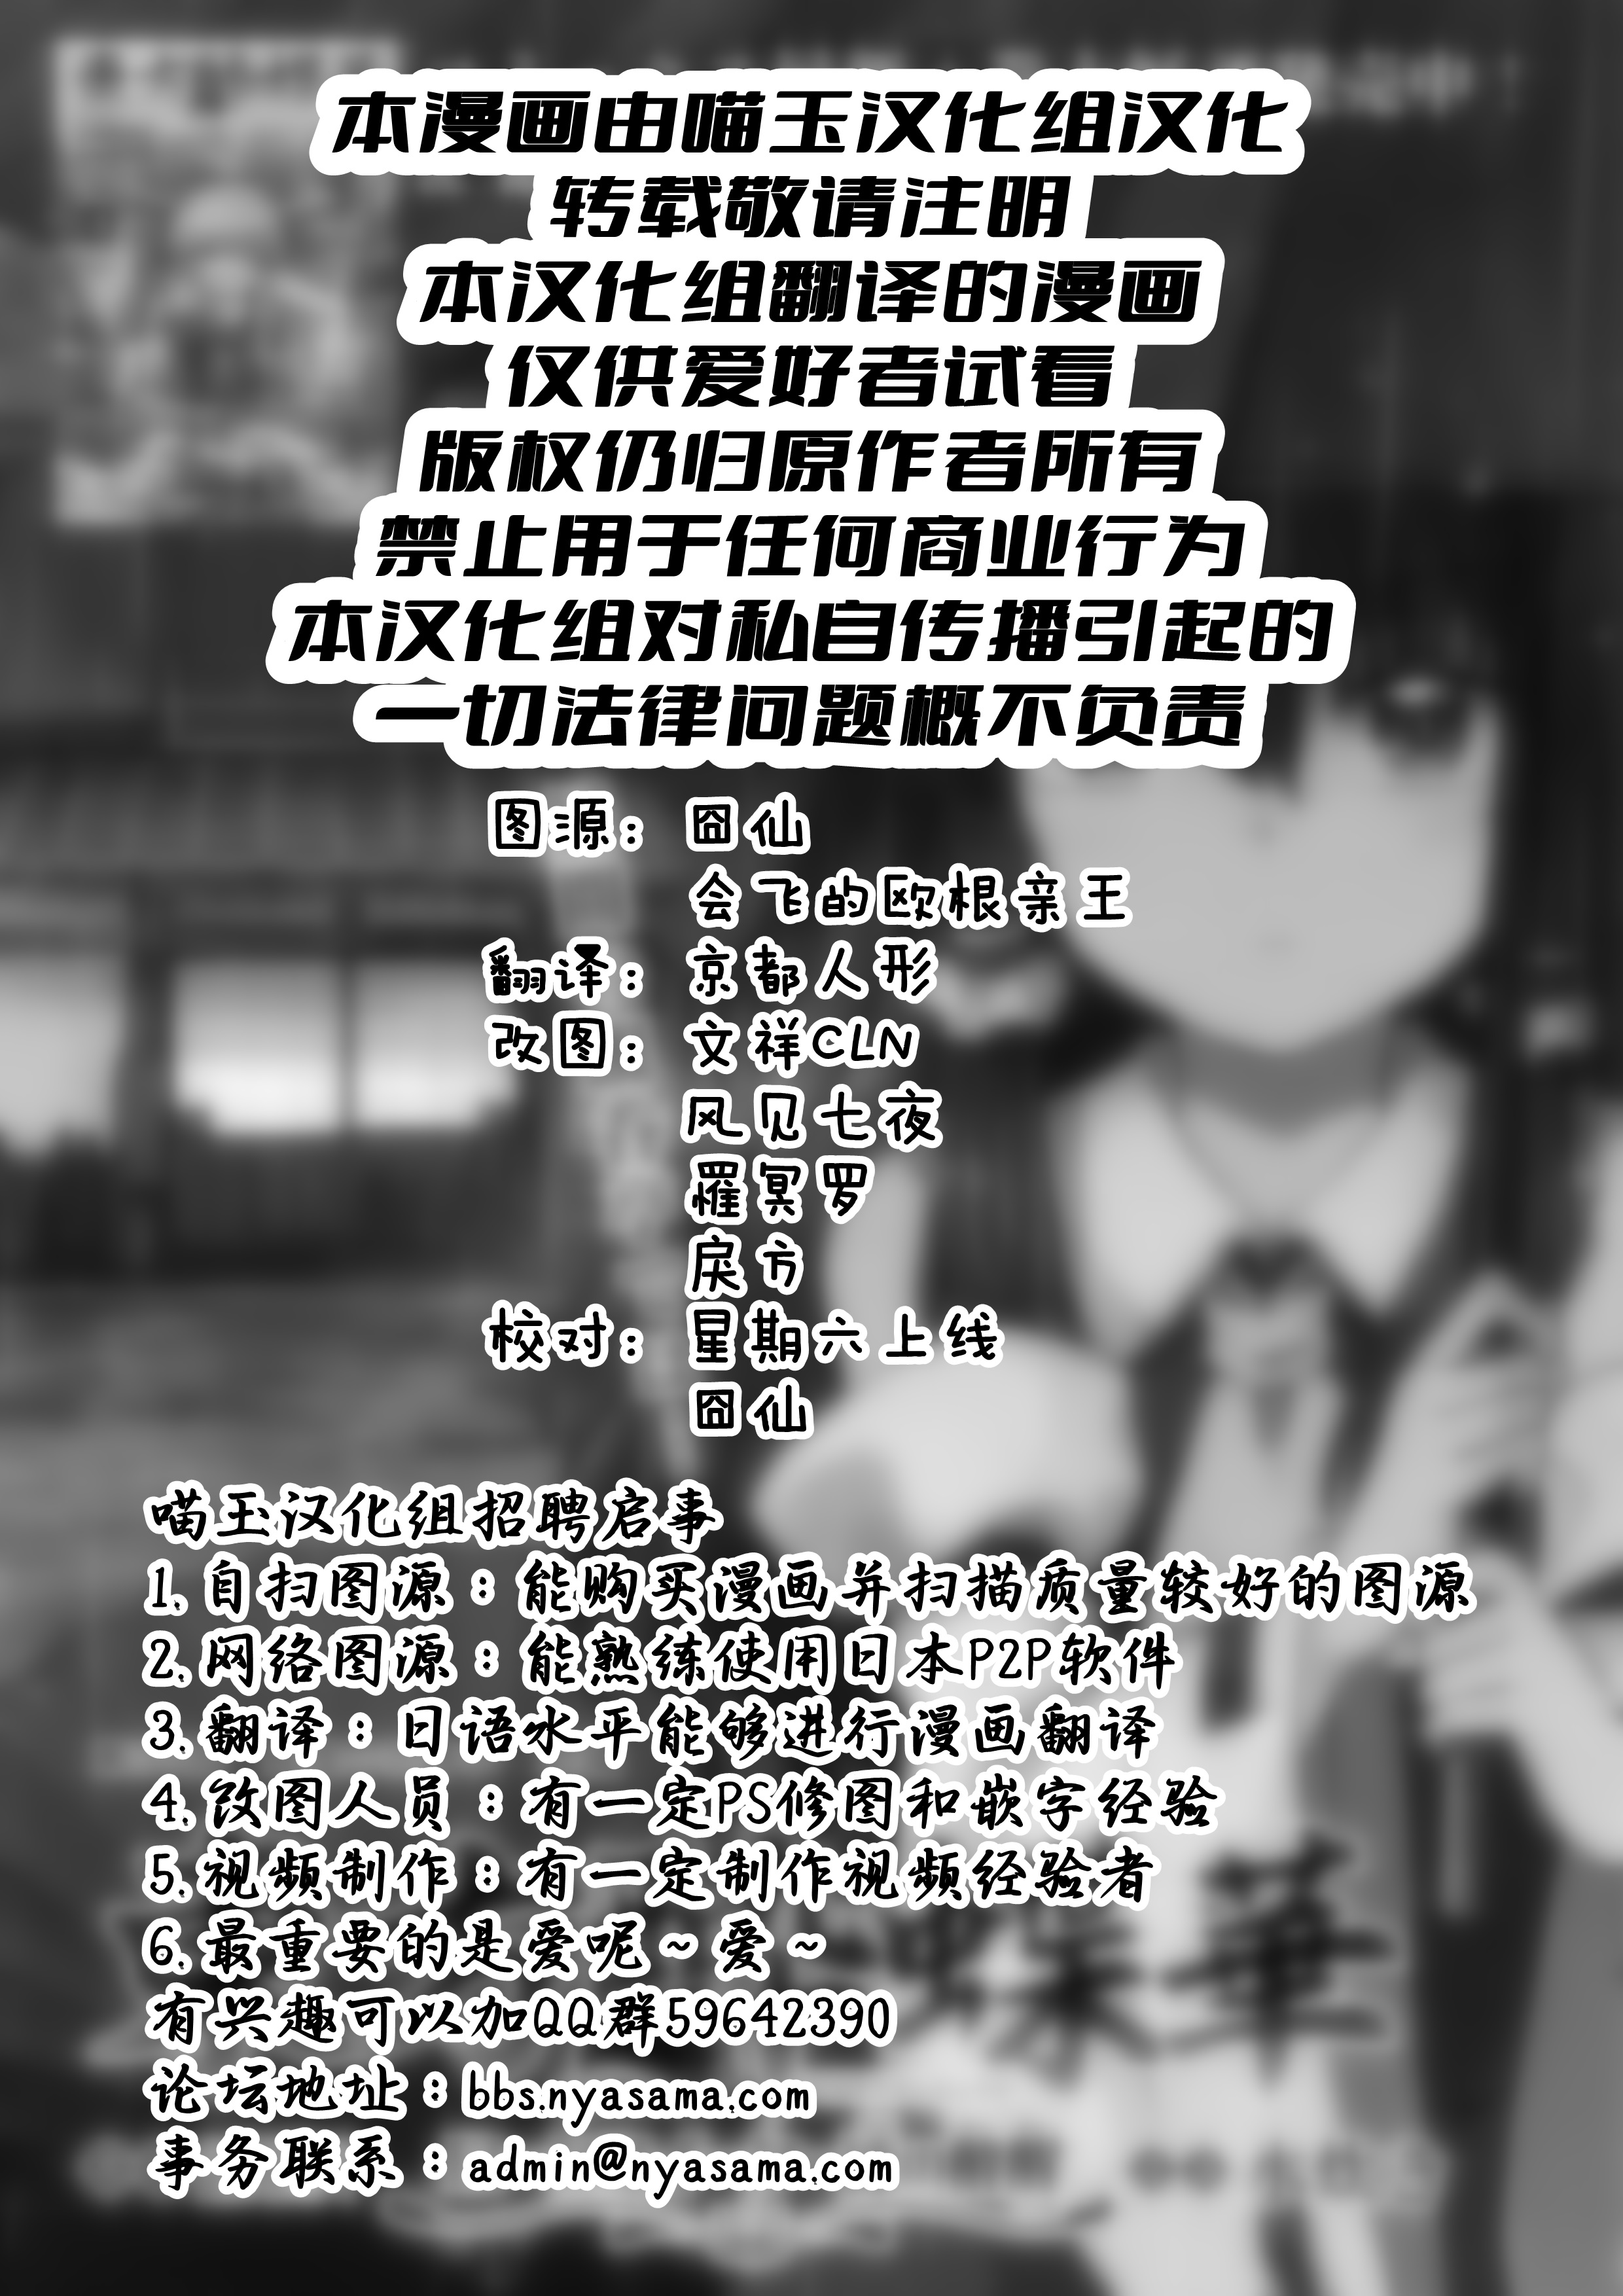 本漫画由喵玉汉化组汉化
转载敬请注明
本汉化组翻译的漫画
仅供爱好者试看
版权仍归原作者所有
禁止用于任何商业行为
本汉化组对私自传播引起的
一切法律问题概不负责
图源: 囧仙
会飞的欧根亲王
翻译: 京都人形
改图: 文祥CLN
风见七夜
罹冥罗
戾方
校对: 星期六上线
囧仙
喵玉汉化组招聘启事
1.自扫图源:能购买漫画并扫描质量较好的图源
2.网络图源:能熟练使用日本P2P软件
3.翻译:日语水平能够进行漫画翻译
4.改图人员:有一定PS修图和嵌字经验
5.视频制作:有一定制作视频经验者
6.最重要的是爱呢~爱~
有兴趣可以加QQ群59642390
论坛地址:bbs.nyasama.com
事务联系:admin@nyasama.com